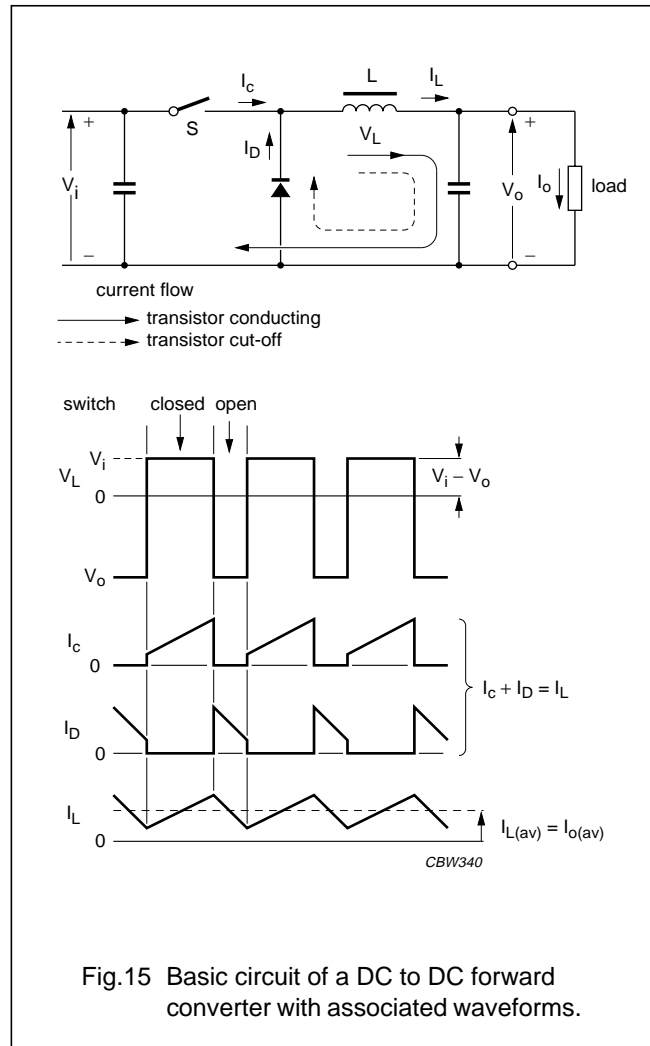 I_c L I_L
+ S I_D V_L +
V_i V_o I_o load
− −
current flow
transistor conducting
transistor cut-off
switch closed open
V_i
V_L V_i − V_o
0
V_o
I_c
0 I_c + I_D = I_L
I_D
0
I_L
0 I_L(av) = I_o(av)
CBW340
Fig.15 Basic circuit of a DC to DC forward
converter with associated waveforms.